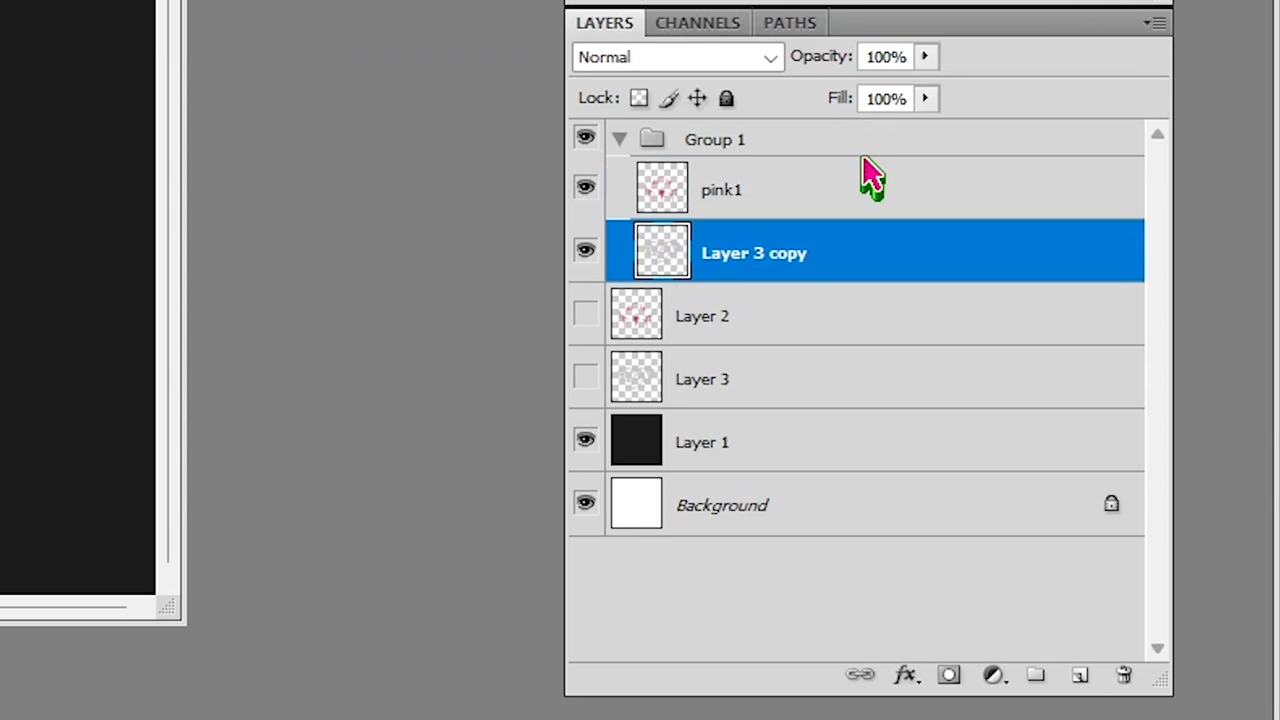 LAYERS CHANNELS PATHS
Normal Opacity: 100%
Lock: Fill: 100%
Group 1
pink1
Layer 3 copy
Layer 2
Layer 3
Layer 1
Background
fx